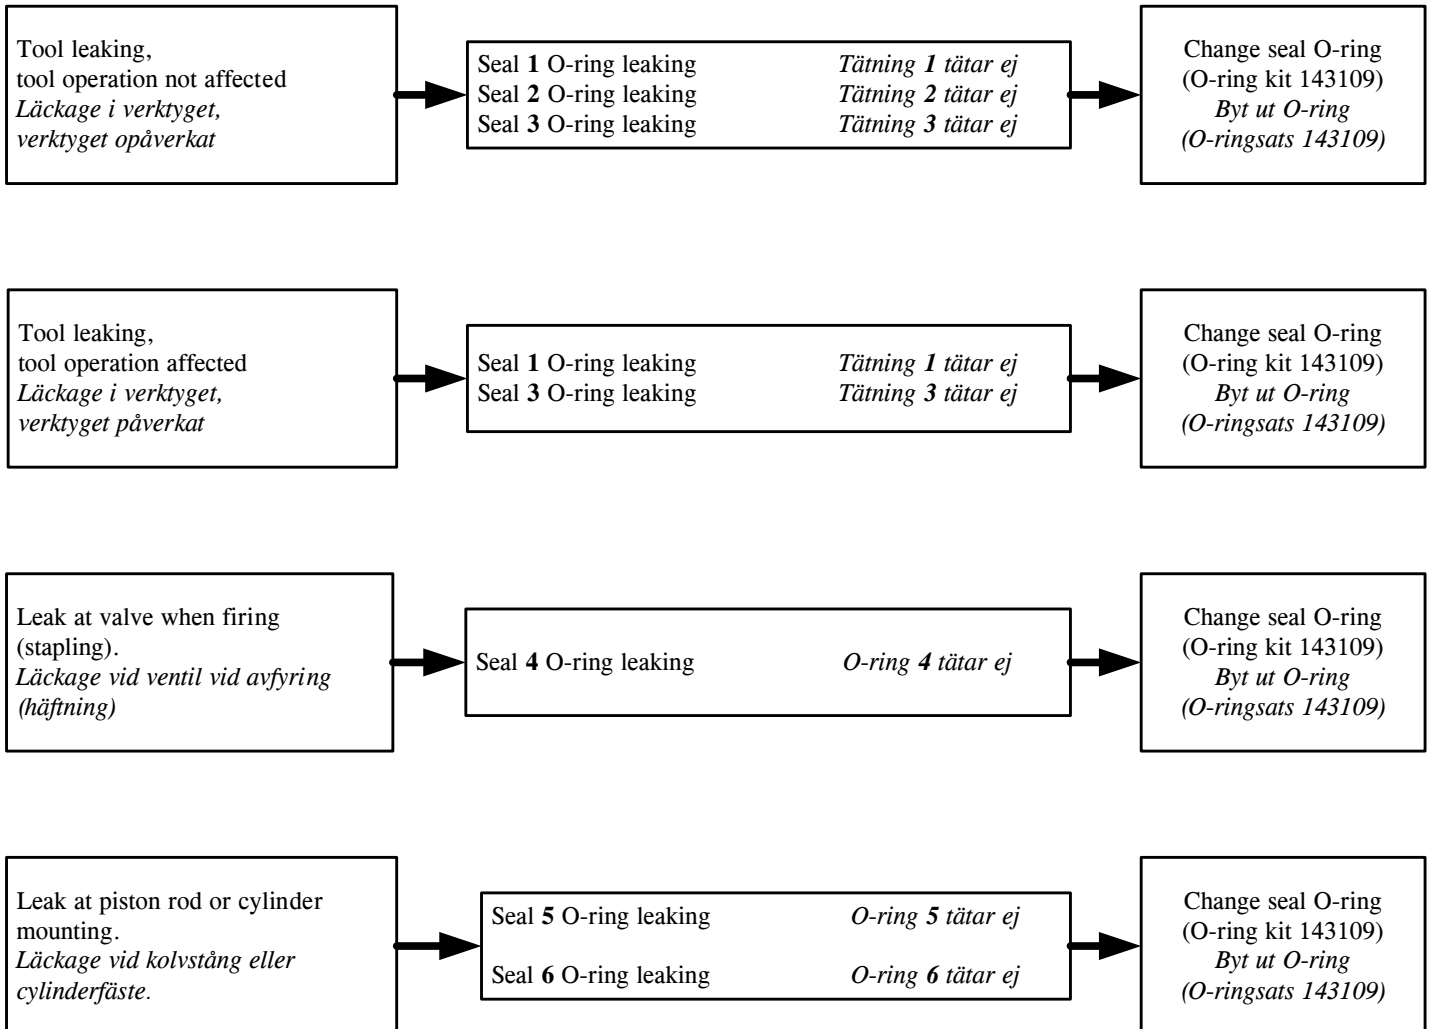 Tool leaking,
tool operation not affected
Läckage i verktyget,
verktyget opåverkat
Seal 1 O-ring leaking Tätning 1 tätar ej
Seal 2 O-ring leaking Tätning 2 tätar ej
Seal 3 O-ring leaking Tätning 3 tätar ej
Change seal O-ring
(O-ring kit 143109)
Byt ut O-ring
(O-ringsats 143109)
Tool leaking,
tool operation affected
Läckage i verktyget,
verktyget påverkat
Seal 1 O-ring leaking Tätning 1 tätar ej
Seal 3 O-ring leaking Tätning 3 tätar ej
Change seal O-ring
(O-ring kit 143109)
Byt ut O-ring
(O-ringsats 143109)
Leak at valve when firing
(stapling).
Läckage vid ventil vid avfyring
(häftning)
Seal 4 O-ring leaking O-ring 4 tätar ej
Change seal O-ring
(O-ring kit 143109)
Byt ut O-ring
(O-ringsats 143109)
Leak at piston rod or cylinder
mounting.
Läckage vid kolvstång eller
cylinderfäste.
Seal 5 O-ring leaking O-ring 5 tätar ej
Seal 6 O-ring leaking O-ring 6 tätar ej
Change seal O-ring
(O-ring kit 143109)
Byt ut O-ring
(O-ringsats 143109)